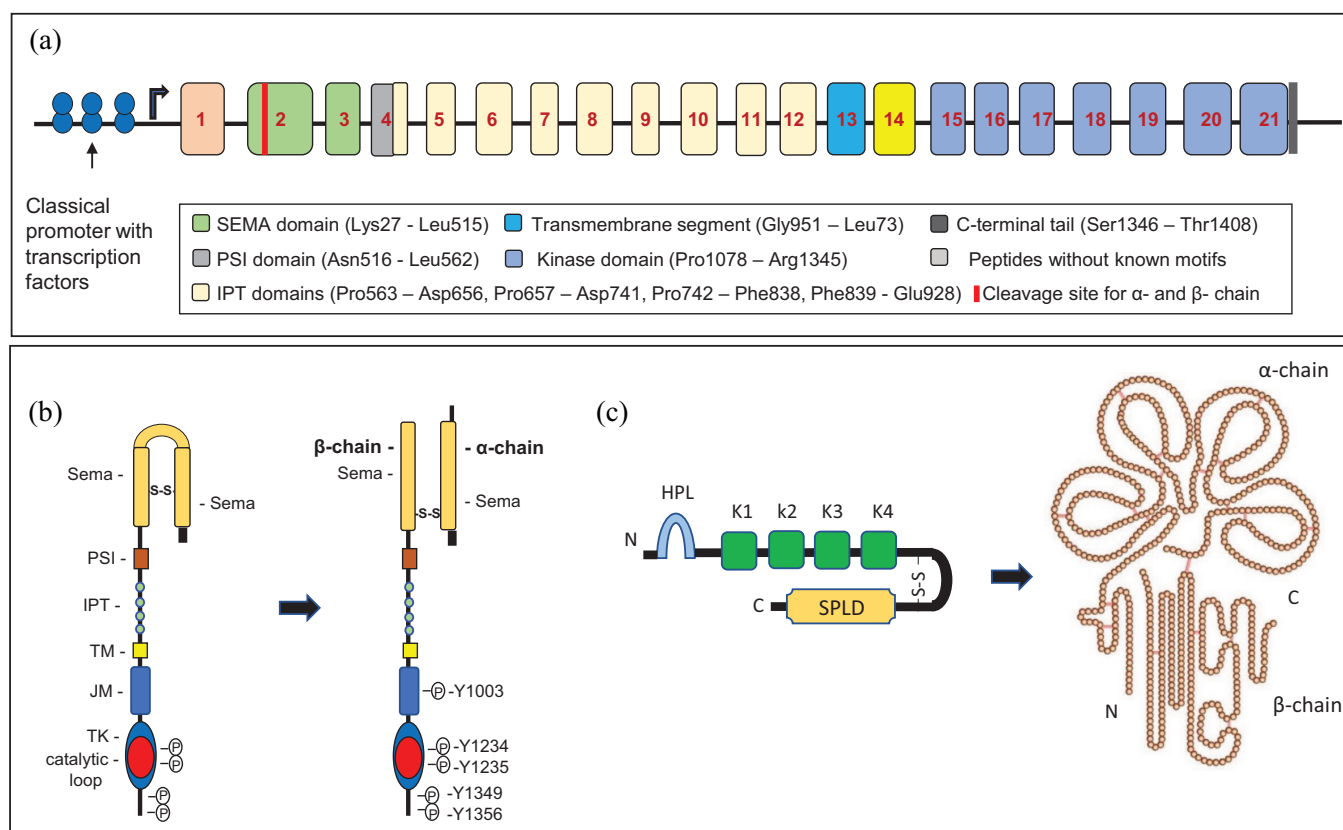 (a)
1 2 3 4 5 6 7 8 9 10 11 12 13 14 15 16 17 18 19 20 21
Classical
promoter with
transcription
factors
SEMA domain (Lys27 - Leu515)
Transmembrane segment (Gly951 – Leu73)
C-terminal tail (Ser1346 – Thr1408)
PSI domain (Asn516 - Leu562)
Kinase domain (Pro1078 – Arg1345)
Peptides without known motifs
IPT domains (Pro563 – Asp656, Pro657 – Asp741, Pro742 – Phe838, Phe839 - Glu928)
Cleavage site for α- and β- chain
(b)
Sema -
-S-S-
- Sema
PSI -
IPT -
TM -
JM -
TK -
catalytic -
loop
P
P
P
P
β-chain -
Sema -
- α-chain
- Sema
-S-S
P -Y1003
P -Y1234
P -Y1235
P -Y1349
P -Y1356
(c)
N
HPL
K1
k2
K3
K4
S-S
C
SPLD
α-chain
C
N
β-chain